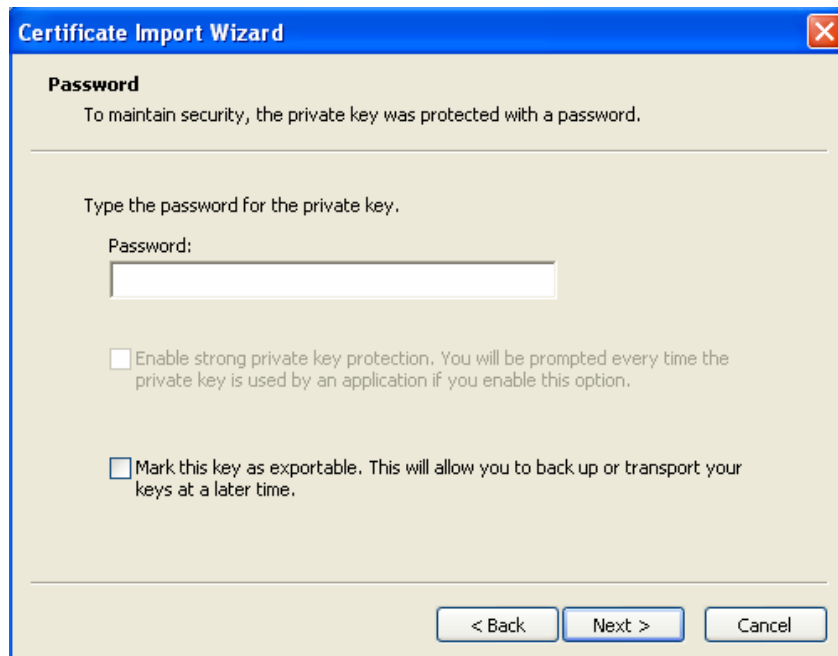 Certificate Import Wizard
Password
To maintain security, the private key was protected with a password.
Type the password for the private key.
Password:
Enable strong private key protection. You will be prompted every time the
private key is used by an application if you enable this option.
Mark this key as exportable. This will allow you to back up or transport your
keys at a later time.
< Back Next > Cancel